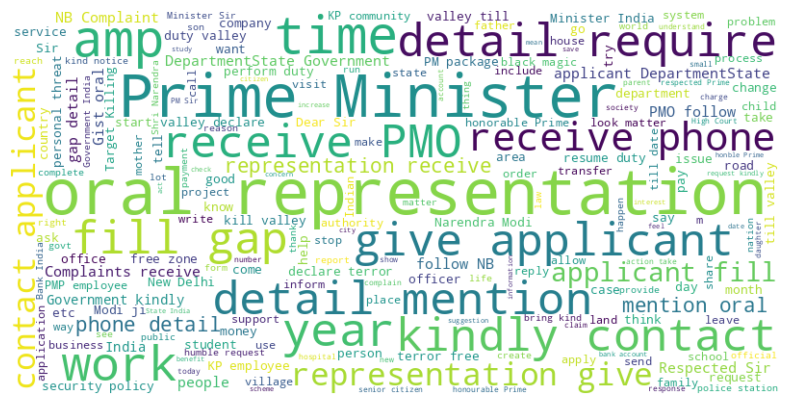 NB Complaint
service
Sir
Minister Sir
son
duty valley
company
want
amp
time
KP community
father
valley till
Minister India
go
system
problem
try
world
understand
small
house
save
mean
detail require
DepartmentState Government
perform duty
run
study
kind notice
reach
PM package
black magic
process
state
include
applicant DepartmentState
visit
Prime Minister
personal threat
Target Killing
Gist oral
call
Shri Narendra
citizen
increase
account
thing
parent
respected Prime
charge
department
change
child
take
country
gap detail
Government India
start
valley declare
PM Sir
reason
Dear Sir
honorable Prime
look matter
PMO follow
society
High Court
tell
mother
receive PMO
make
receive phone
till date
road
contact applicant
complete
lot
payment
check
concern
representation receive
area
resume duty
issue
pay
honble Prime
request kindly
till valley
good
project
act
know
order
transfer
oral representation
right
write
kill valley
authority
Indian
matter
law
interest
Narendra Modi
happen
say
m
date
nation
daughter
ask
govt
fill gap
number
thank
help
stop
city
show
feel
give applicant
allow
office
free zone
form
report
declare terror
follow NB
reply
information
action take
share
applicant fill
Complaints receive
come
application
Bank India
PMP employee
New Delhi
inform
officer
life
complain
detail mention
case
provide
day
month
mention oral
Government kindly
etc
Modi ji
State India
place
way
see
public
phone detail
support
money
suggestion
bring kind
claim
land
think
leave
year
kindly contact
business
India
student
use
humble request
benefit
hospital
person
terror free
create
bank account
apply
send
school
official
Respected Sir
work
new
representation give
security policy
people
KP employee
today
scheme
village
senior citizen
honourable Prime
response
family
request
police station